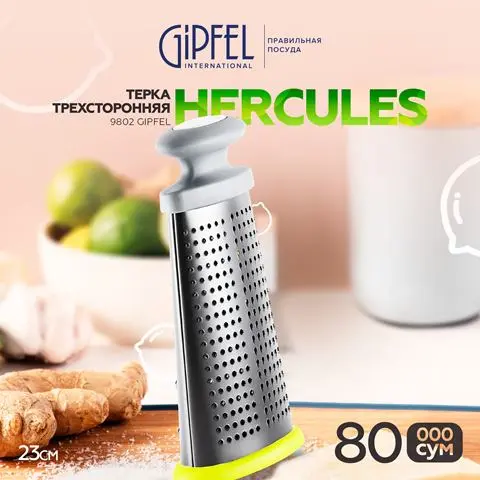 GiPFEL
INTERNATIONAL
ПРАВИЛЬНАЯ
ПОСУДА
ТЕРКА
ТРЕХСТОРОННЯЯ
9802 GIPFEL
HERCULES
23СМ
80 000
сум